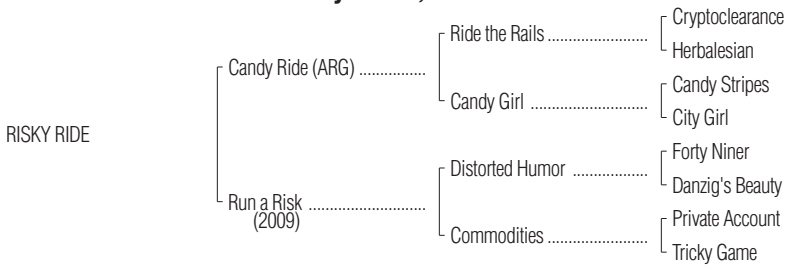 Cryptoclearance
Ride the Rails ........................
Herbalesian
Candy Ride (ARG) ................
Candy Stripes
Candy Girl ............................
City Girl
RISKY RIDE
Forty Niner
Distorted Humor ..................
Danzig's Beauty
Run a Risk ............................
(2009)
Private Account
Commodities ........................
Tricky Game